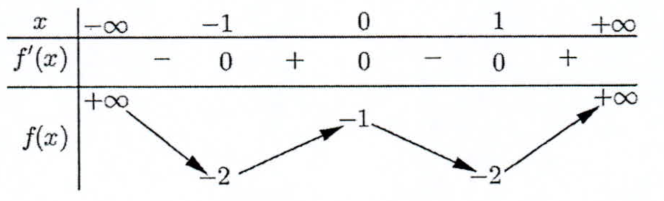 x −∞ −1 0 1 +∞
f′(x) − 0 + 0 − 0 +
+∞ +∞
f(x) −1
−2 −2